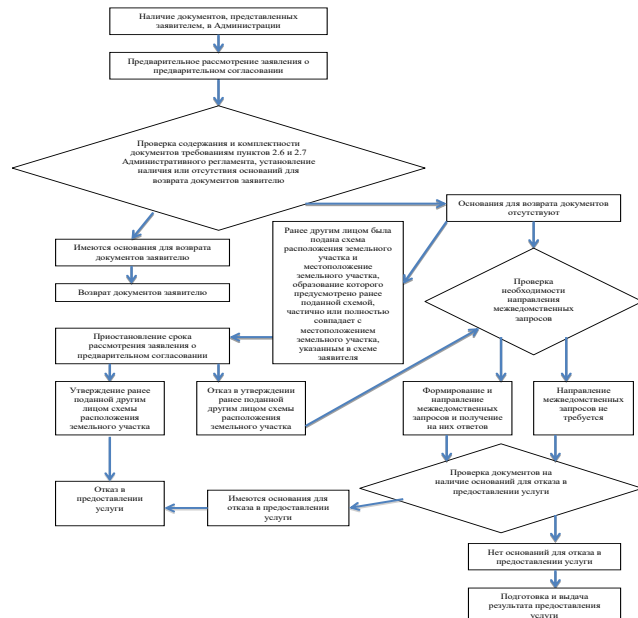 Наличие документов, представленных
заявителем, в Администрации
Предварительное рассмотрение заявления о
предварительном согласовании
Проверка содержания и комплектности
документов требованиям пунктов 2.6 и 2.7
Административного регламента, установление
наличия или отсутствия оснований для
возврата документов заявителю
Основания для возврата документов
отсутствуют
Имеются основания для возврата
документов заявителю
Возврат документов заявителю
Ранее другим лицом была
подана схема
расположения земельного
участка и
местоположение
земельного участка,
образование которого
предусмотрено ранее
поданной схемой,
частично или полностью
совпадает с
местоположением
земельного участка,
указанным в схеме
заявителя
Проверка
необходимости
направления
межведомственных
запросов
Приостановление срока
рассмотрения заявления
о предварительном согласовании
Утверждение ранее
поданной другим
лицом схемы
расположения
земельного участка
Отказ в утверждении
ранее поданной
другим лицом схемы
расположения
земельного участка
Формирование и
направление
межведомственных
запросов и получение
на них ответов
Направление
межведомственных
запросов не
требуется
Проверка документов на
наличие оснований для отказа в
предоставлении услуги
Отказ в
предоставлении
услуги
Имеются основания для
отказа в предоставлении
услуги
Нет оснований для отказа в
предоставлении услуги
Подготовка и выдача
результата предоставления
услуги